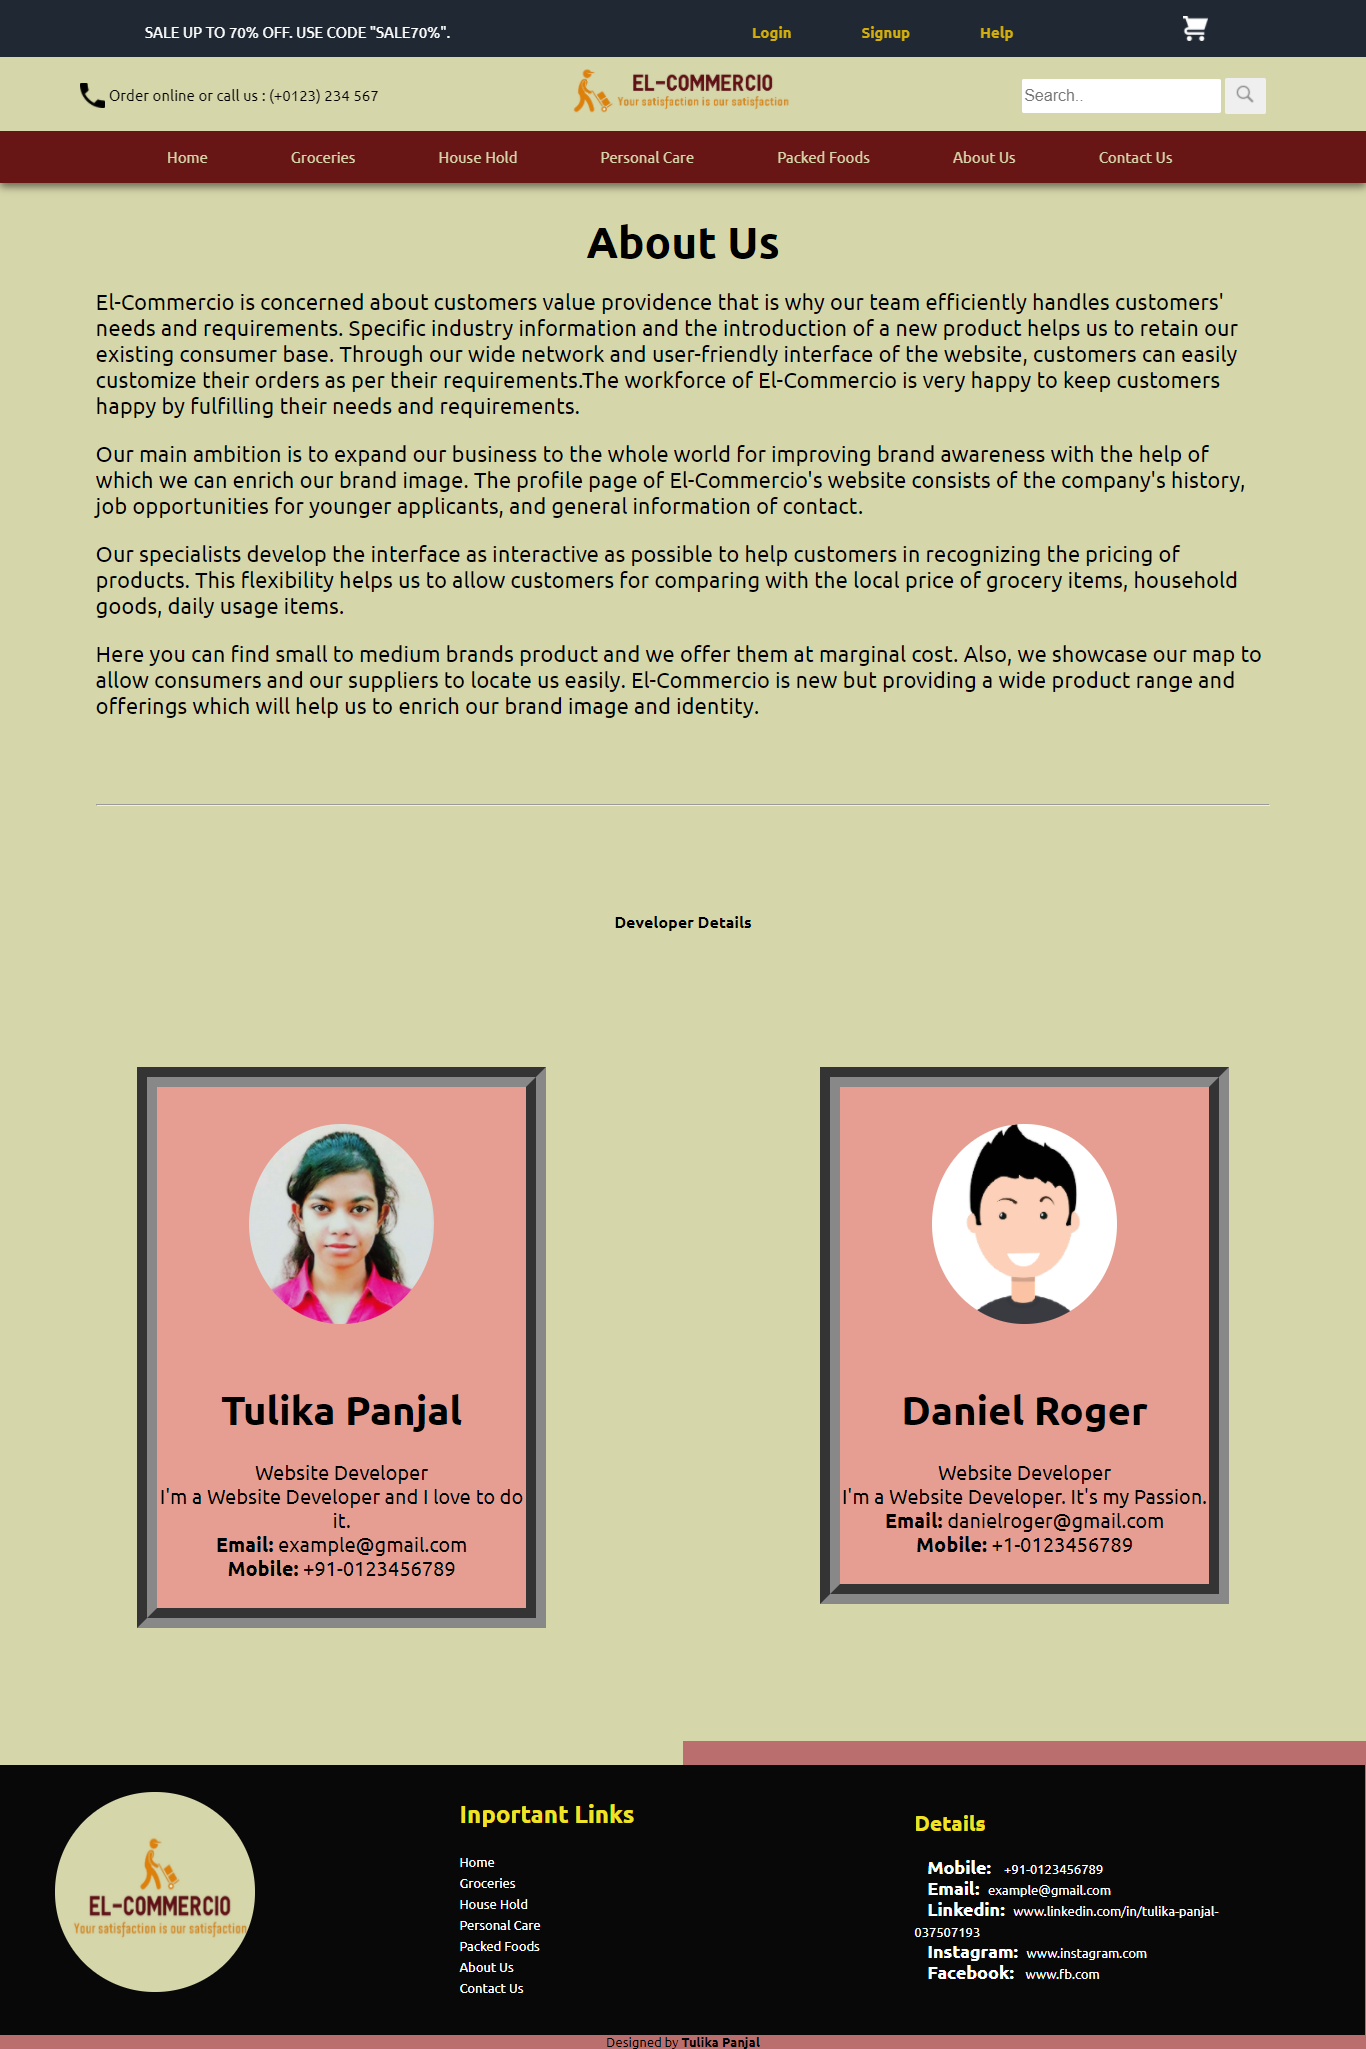 SALE UP TO 70% OFF. USE CODE "SALE70%".
Login
Signup
Help
Order online or call us : (+0123) 234 567
EL-COMMERCIO
Your satisfaction is our satisfaction
Search..
Home
Groceries
House Hold
Personal Care
Packed Foods
About Us
Contact Us
About Us
El-Commercio is concerned about customers value providence that is why our team efficiently handles customers'
needs and requirements. Specific industry information and the introduction of a new product helps us to retain our
existing consumer base. Through our wide network and user-friendly interface of the website, customers can easily
customize their orders as per their requirements.The workforce of El-Commercio is very happy to keep customers
happy by fulfilling their needs and requirements.
Our main ambition is to expand our business to the whole world for improving brand awareness with the help of
which we can enrich our brand image. The profile page of El-Commercio's website consists of the company's history,
job opportunities for younger applicants, and general information of contact.
Our specialists develop the interface as interactive as possible to help customers in recognizing the pricing of
products. This flexibility helps us to allow customers for comparing with the local price of grocery items, household
goods, daily usage items.
Here you can find small to medium brands product and we offer them at marginal cost. Also, we showcase our map to
allow consumers and our suppliers to locate us easily. El-Commercio is new but providing a wide product range and
offerings which will help us to enrich our brand image and identity.
Developer Details
Tulika Panjal
Website Developer
I'm a Website Developer and I love to do
it.
Email: example@gmail.com
Mobile: +91-0123456789
Daniel Roger
Website Developer
I'm a Website Developer. It's my Passion.
Email: danielroger@gmail.com
Mobile: +1-0123456789
EL-COMMERCIO
Your satisfaction is our satisfaction
Inportant Links
Home
Groceries
House Hold
Personal Care
Packed Foods
About Us
Contact Us
Details
Mobile: +91-0123456789
Email: example@gmail.com
Linkedin: www.linkedin.com/in/tulika-panjal-
037507193
Instagram: www.instagram.com
Facebook: www.fb.com
Designed by Tulika Panjal